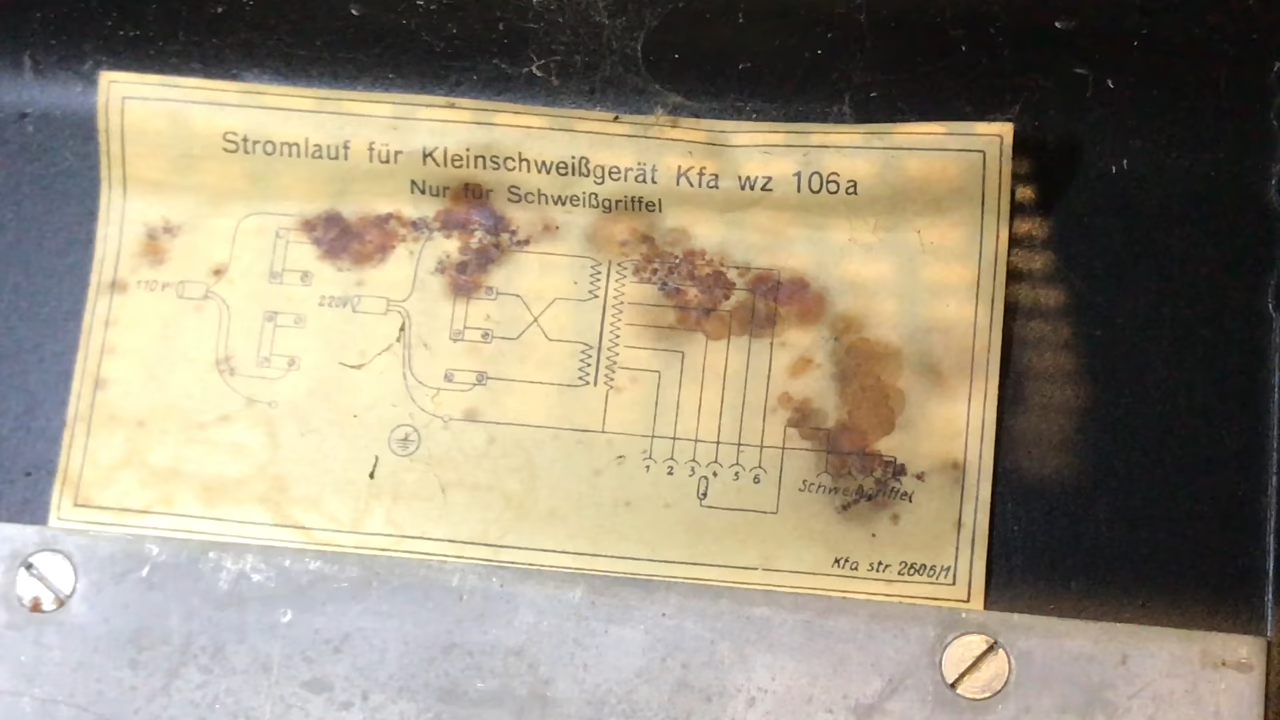 Stromlauf für Kleinschweißgerät Kfa wz 106a
Nur für Schweißgriffel
110V
220V
1 2 3 4 5 6
Schweißgriffel
Kfa str. 2606/1